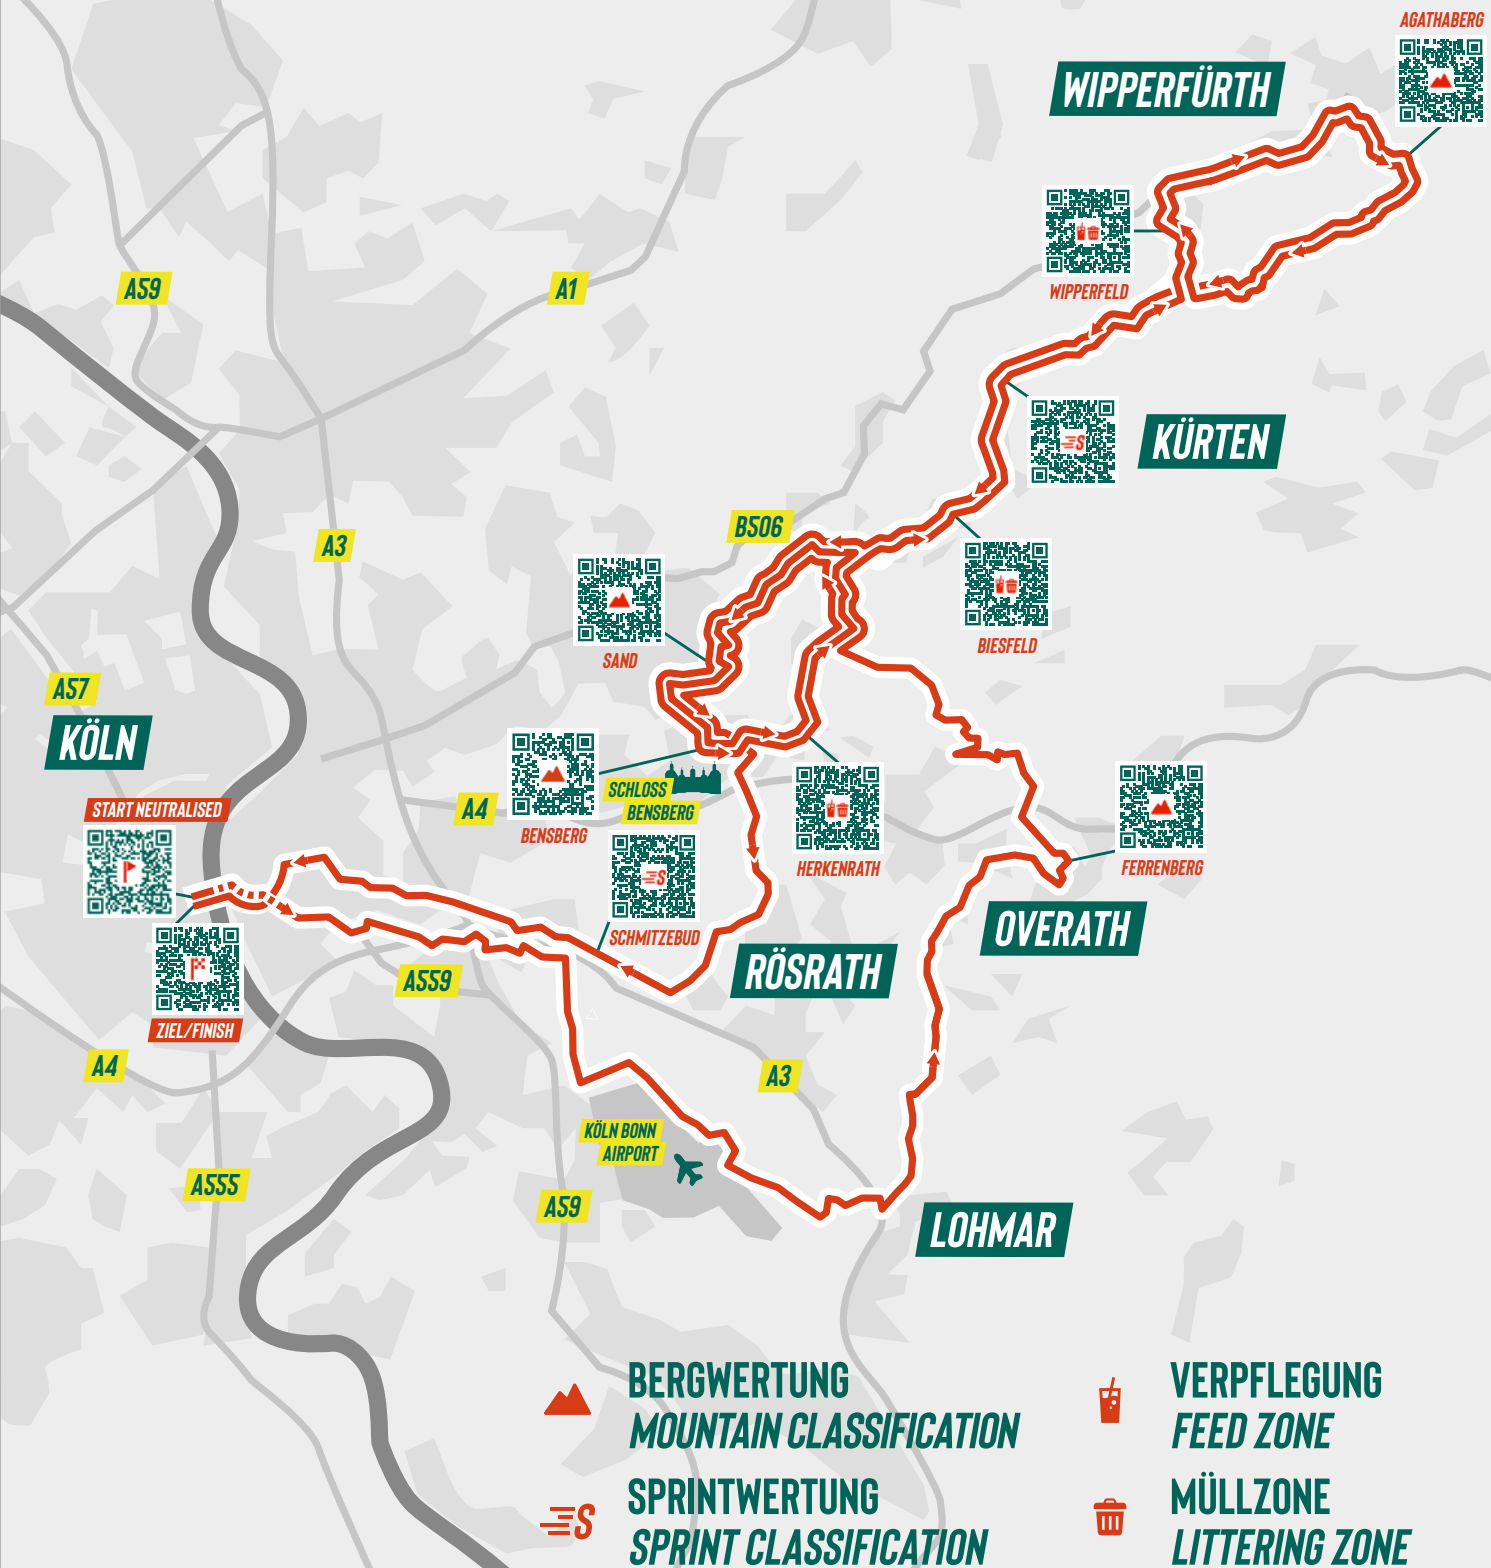 AGATHABERG
WIPPERFÜRTH
A59
A1
WIPPERFELD
KÜRTEN
S
B506
A3
SAND
BIESFELD
A57
KÖLN
START NEUTRALISED
BENSBERG
A4
SCHLOSS
BENSBERG
HERKENRATH
FERRENBERG
S
SCHMITZEBUD
OVERATH
RÖSRATH
A559
ZIEL/FINISH
A4
A3
KÖLN BONN
AIRPORT
A555
A59
LOHMAR
BERGWERTUNG
MOUNTAIN CLASSIFICATION
VERPFLEGUNG
FEED ZONE
S
SPRINTWERTUNG
SPRINT CLASSIFICATION
MÜLLZONE
LITTERING ZONE